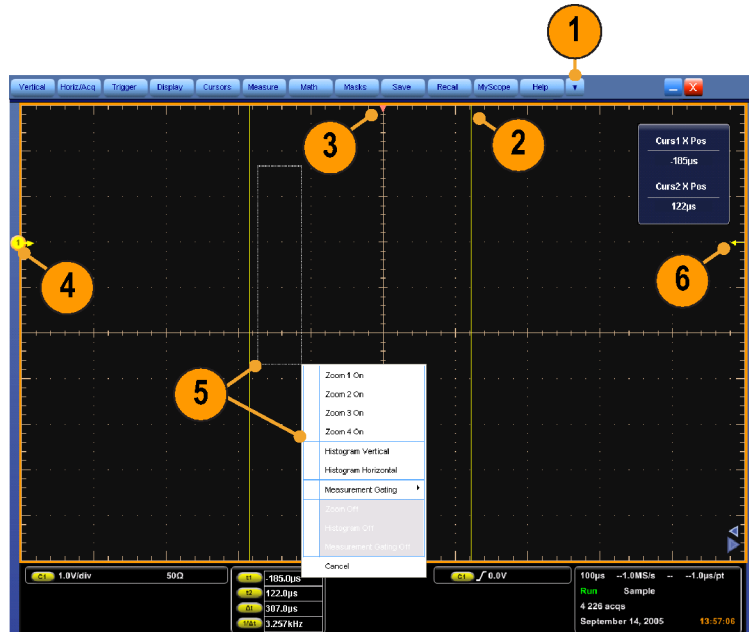 1
Vertical Horiz/Acq Trigger Display Cursors Measure Math Masks Save Recall MyScope Help
3
2
Curs1 X Pos
-185µs
Curs2 X Pos
122µs
1
4
6
5
Zoom 1 On
Zoom 2 On
Zoom 3 On
Zoom 4 On
Histogram Vertical
Histogram Horizontal
Measurement Gating
Zoom Off
Histogram Off
Measurement Gating Off
Cancel
C1 1.0V/div 50Ω
t1 -185.0µs
t2 122.0µs
Δt 307.0µs
1/Δt 3.257kHz
C1 0.0V
100µs --1.0MS/s -- --1.0µs/pt
Run Sample
4 226 acqs
September 14, 2005 13:57:06